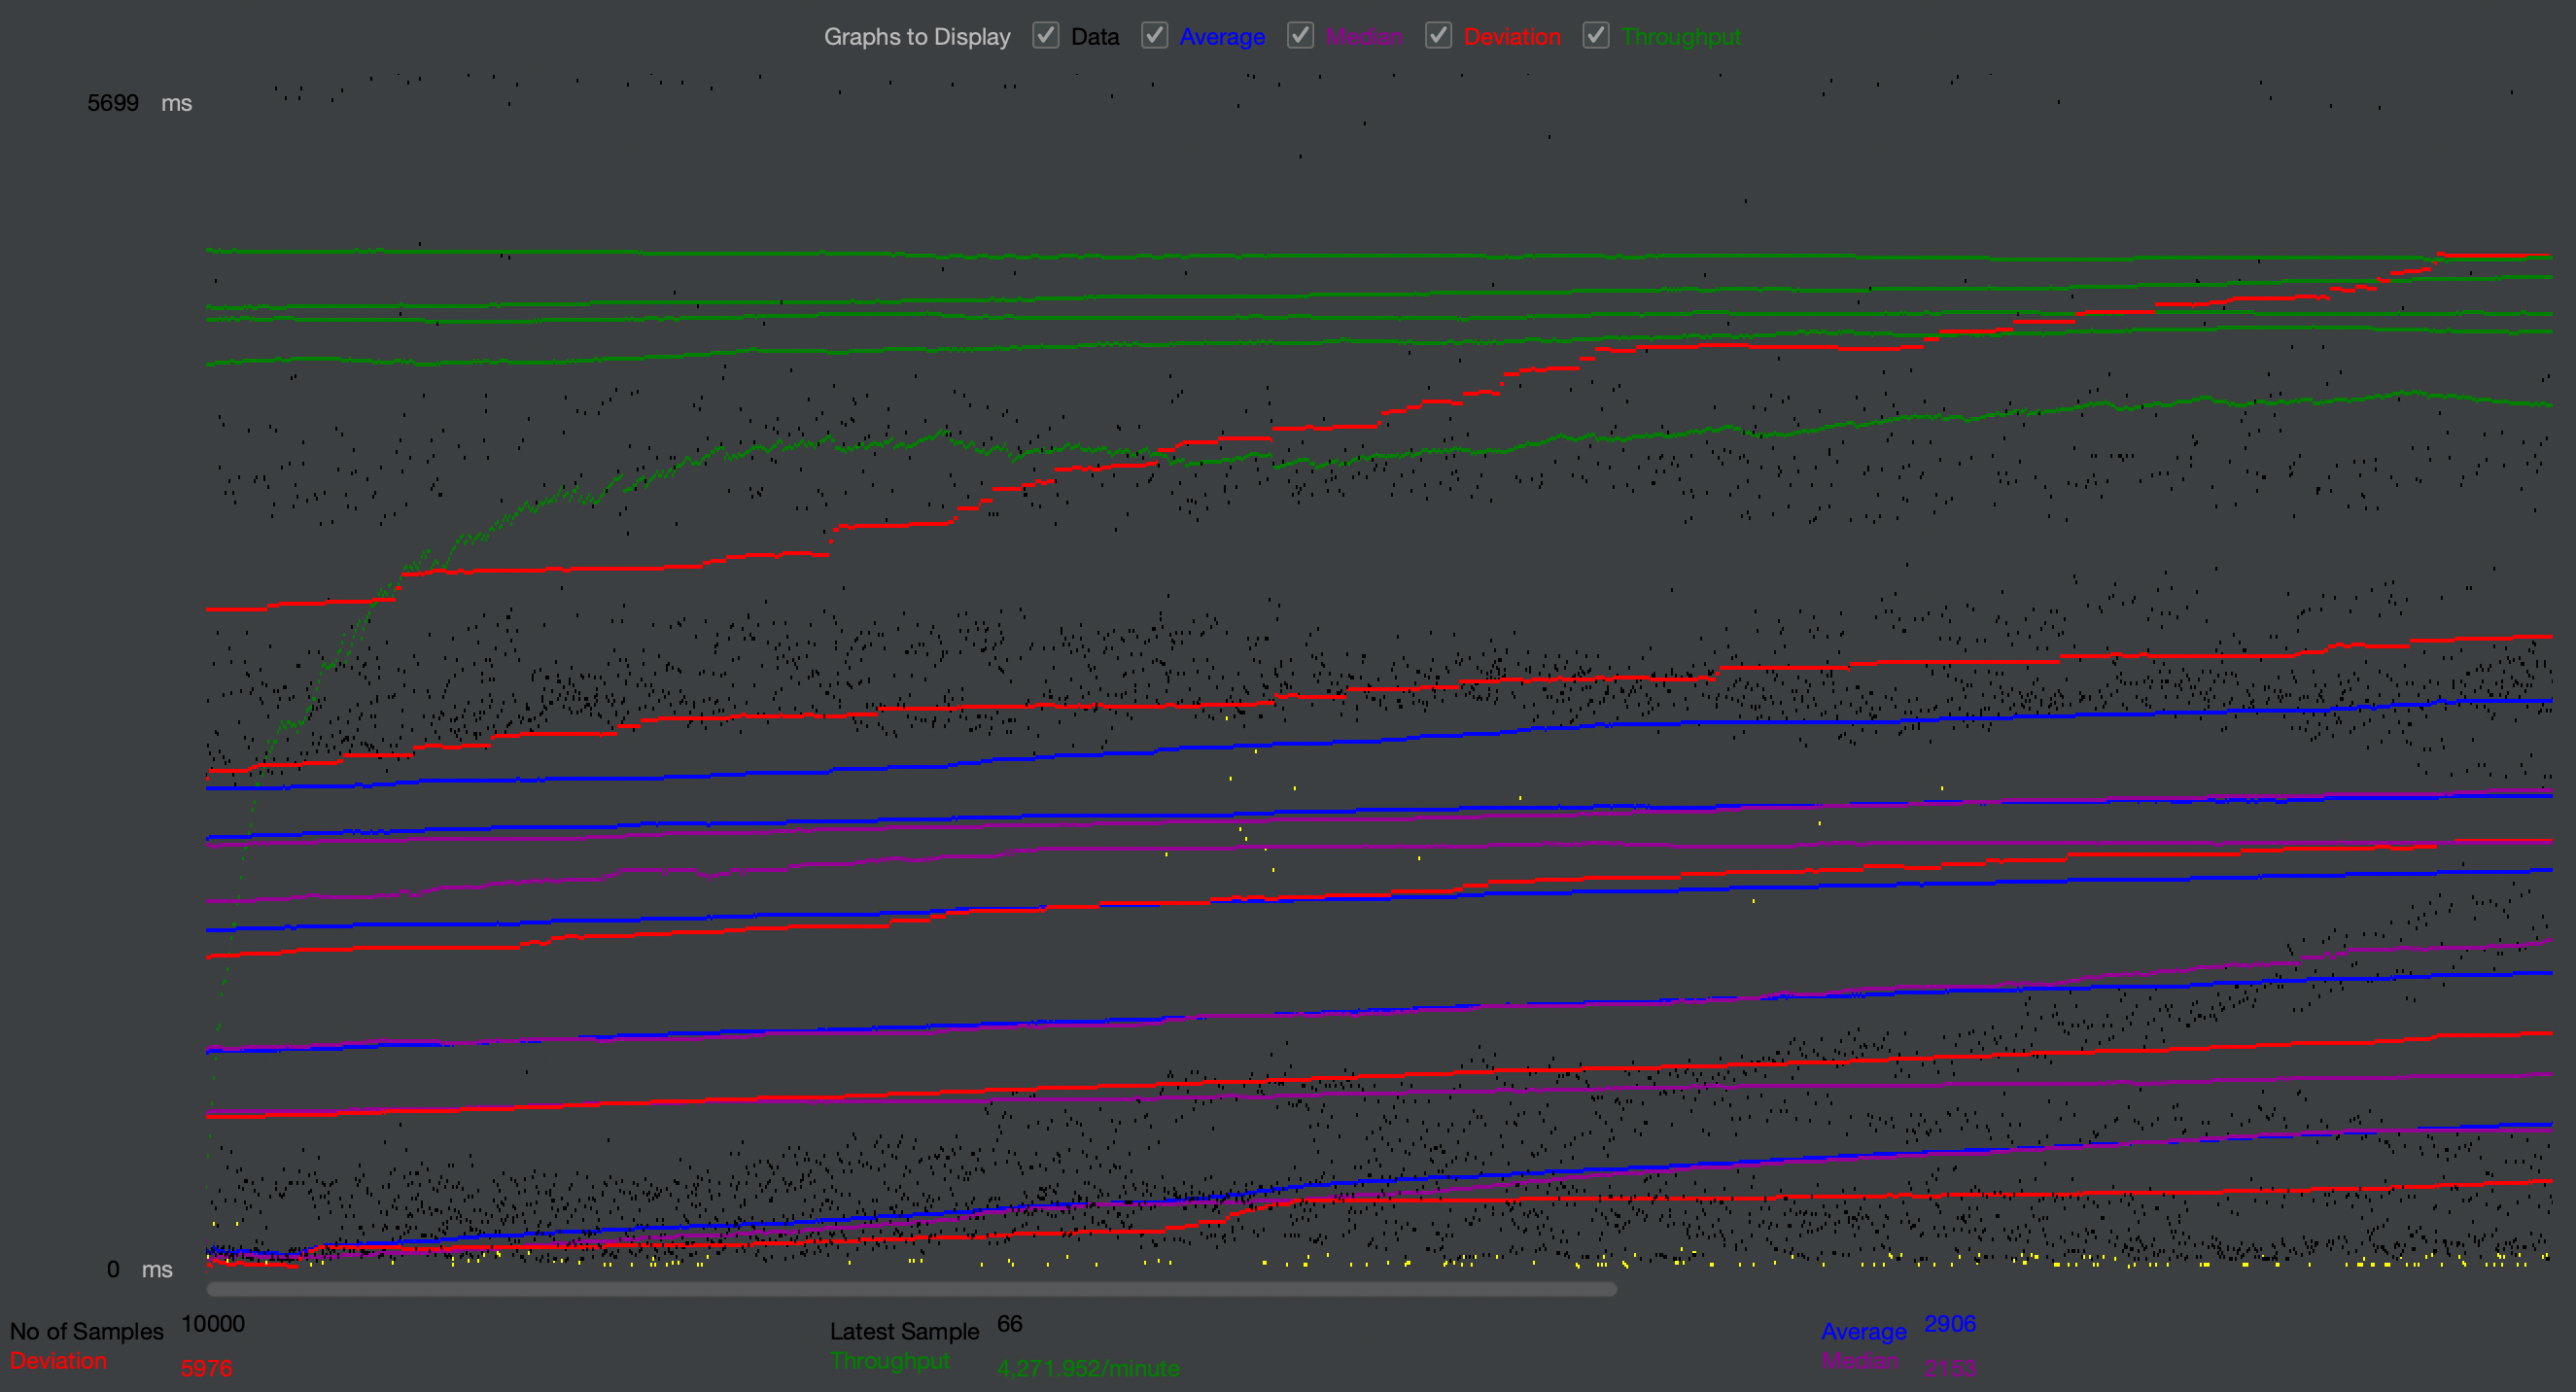 Graphs to Display Data Average Median Deviation Throughput
5699 ms
0 ms
No of Samples 10000 Latest Sample 66 Average 2906
Deviation 5976 Throughput 4,271.952/minute Median 2153